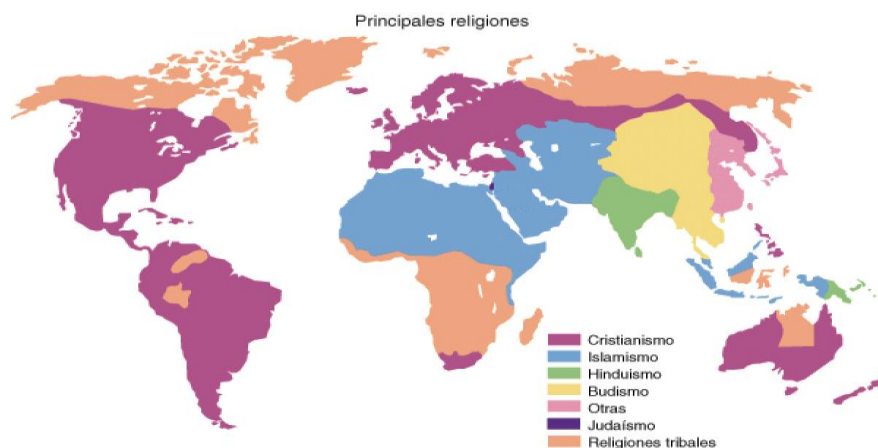 Principales religiones
Cristianismo
Islamismo
Hinduismo
Budismo
Otras
Judaísmo
Religiones tribales